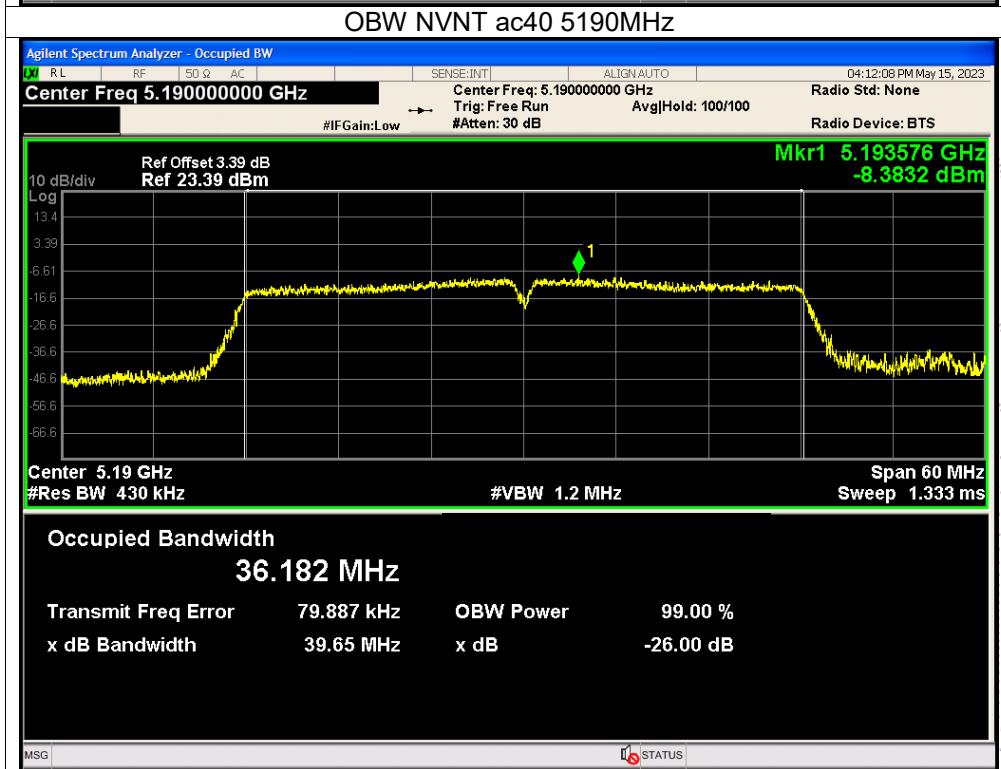 OBW NVNT ac40 5190MHz
Agilent Spectrum Analyzer - Occupied BW
LXI RL RF 50 Ω AC SENSE:INT ALIGN AUTO 04:12:08 PM May 15, 2023
Center Freq 5.190000000 GHz Center Freq: 5.190000000 GHz Radio Std: None
Trig: Free Run Avg|Hold: 100/100
#IFGain:Low #Atten: 30 dB Radio Device: BTS
Mkr1 5.193576 GHz
-8.3832 dBm
Ref Offset 3.39 dB
10 dB/div Ref 23.39 dBm
Log
13.4
3.39
1
-6.61
-16.6
-26.6
-36.6
-46.6
-56.6
-66.6
Center 5.19 GHz Span 60 MHz
#Res BW 430 kHz #VBW 1.2 MHz Sweep 1.333 ms
Occupied Bandwidth
36.182 MHz
Transmit Freq Error 79.887 kHz OBW Power 99.00 %
x dB Bandwidth 39.65 MHz x dB -26.00 dB
MSG STATUS